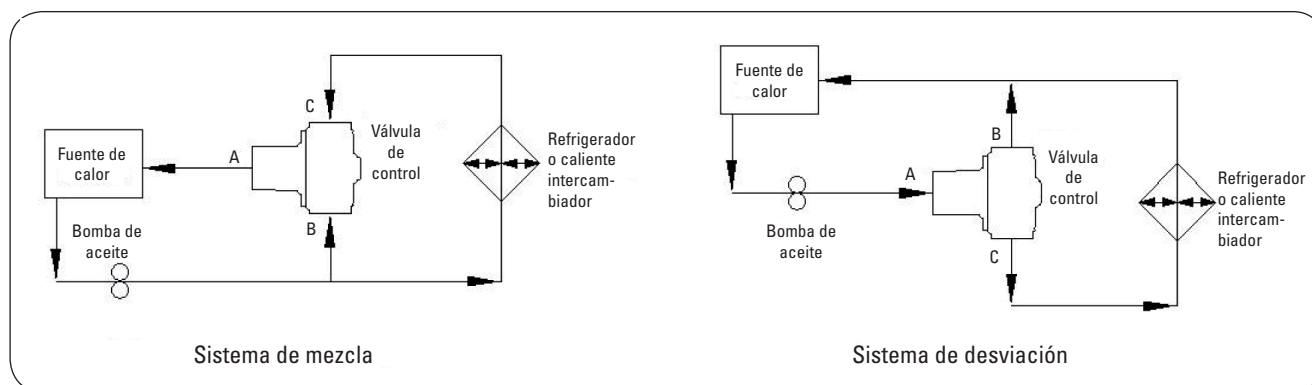 Fuente de
calor
A
C
B
Válvula
de
control
Refrigerador
o caliente
intercam-
biador
Bomba de
aceite
Sistema de mezcla
Fuente de
calor
Bomba de
aceite
A
B
C
Válvula
de
control
Refrigerador
o caliente
intercam-
biador
Sistema de desviación